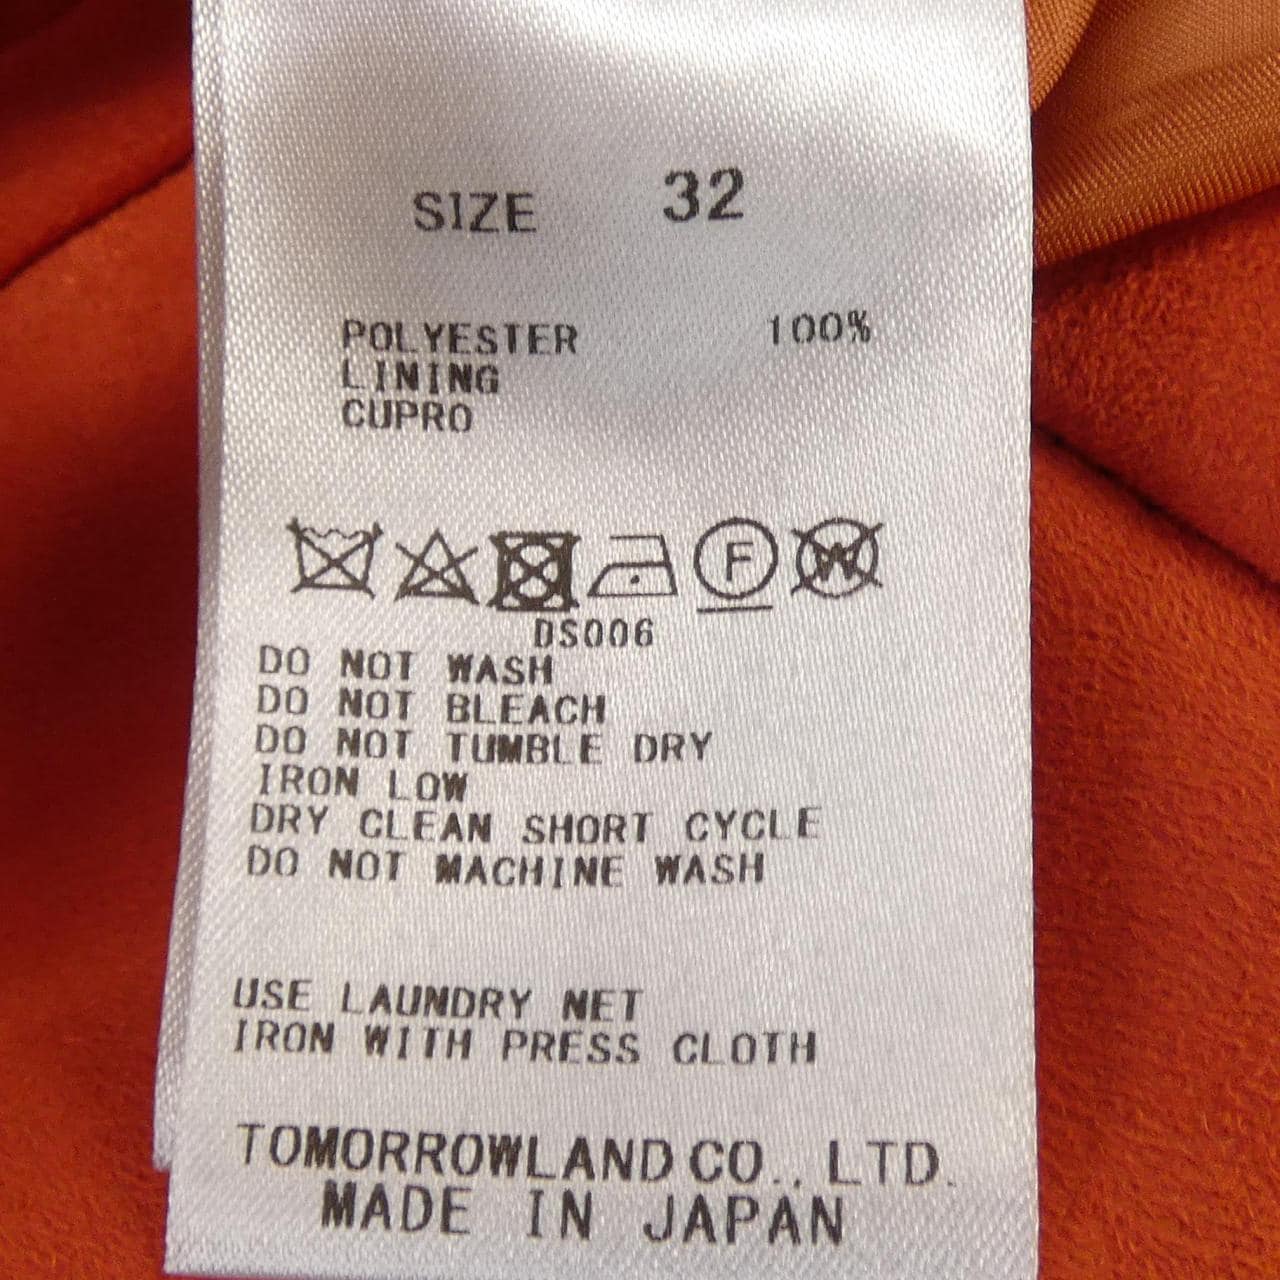 SIZE 32
POLYESTER 100%
LINING
CUPRO
F W
DS006
DO NOT WASH
DO NOT BLEACH
DO NOT TUMBLE DRY
IRON LOW
DRY CLEAN SHORT CYCLE
DO NOT MACHINE WASH
USE LAUNDRY NET
IRON WITH PRESS CLOTH
TOMORROWLAND CO., LTD.
MADE IN JAPAN